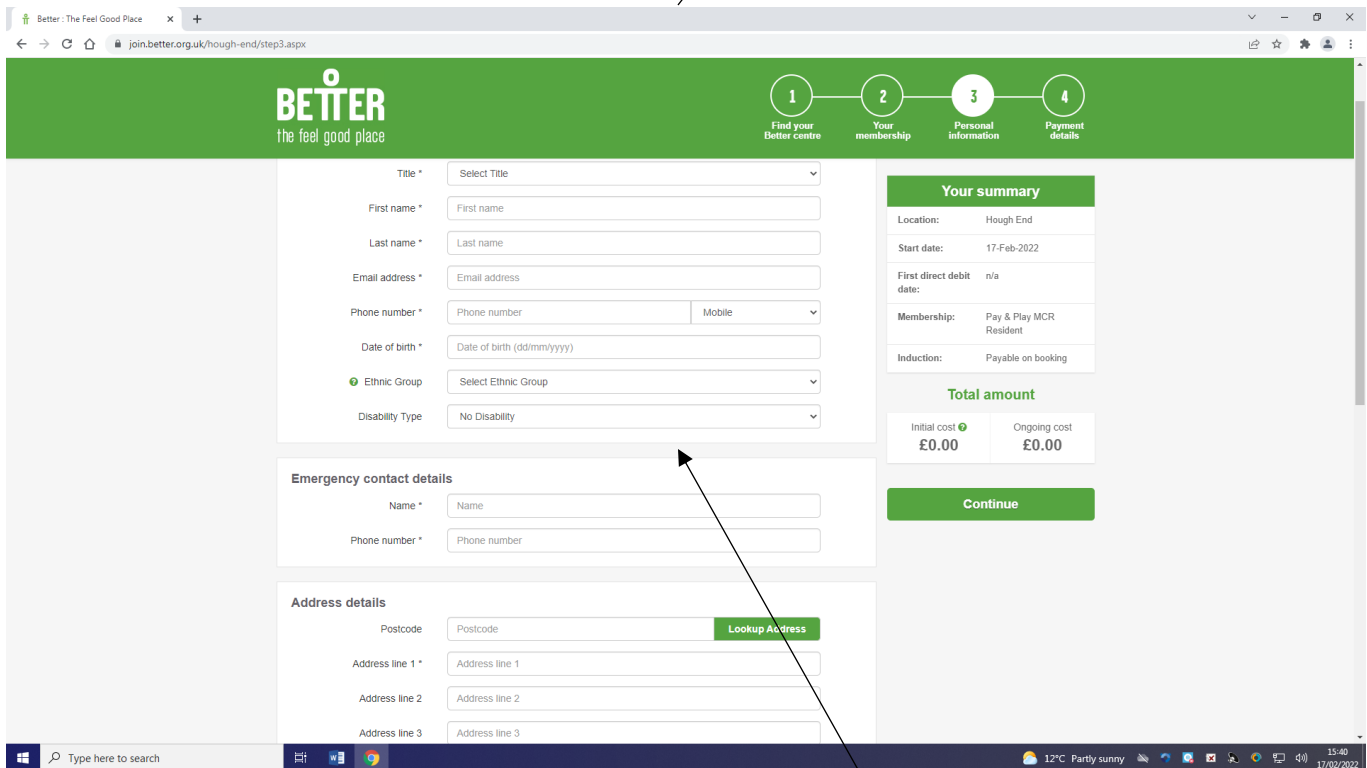 Better : The Feel Good Place
join.better.org.uk/hough-end/step3.aspx
BETTER
the feel good place
1
Find your
Better centre
2
Your
membership
3
Personal
information
4
Payment
details
Title *
Select Title
First name *
First name
Last name *
Last name
Email address *
Email address
Phone number *
Phone number
Mobile
Date of birth *
Date of birth (dd/mm/yyyy)
Ethnic Group
Select Ethnic Group
Disability Type
No Disability
Emergency contact details
Name *
Name
Phone number *
Phone number
Address details
Postcode
Postcode
Lookup Address
Address line 1 *
Address line 1
Address line 2
Address line 2
Address line 3
Address line 3
Your summary
Location: Hough End
Start date: 17-Feb-2022
First direct debit date: n/a
Membership: Pay & Play MCR Resident
Induction: Payable on booking
Total amount
Initial cost
£0.00
Ongoing cost
£0.00
Continue
Type here to search
12°C Partly sunny
15:40
17/02/2022